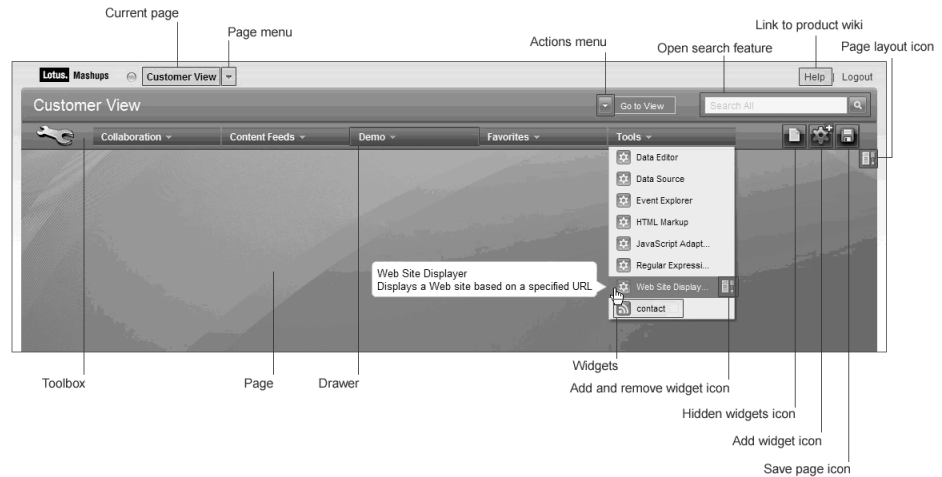 Current page
Page menu
Link to product wiki
Actions menu
Open search feature
Page layout icon
Lotus. Mashups
Customer View
Help | Logout
Customer View
Go to View
Search All
Collaboration
Content Feeds
Demo
Favorites
Tools
Data Editor
Data Source
Event Explorer
HTML Markup
JavaScript Adapt...
Regular Expressi...
Web Site Displayer
Displays a Web site based on a specified URL
Web Site Display...
contact
Widgets
Toolbox
Page
Drawer
Add and remove widget icon
Hidden widgets icon
Add widget icon
Save page icon